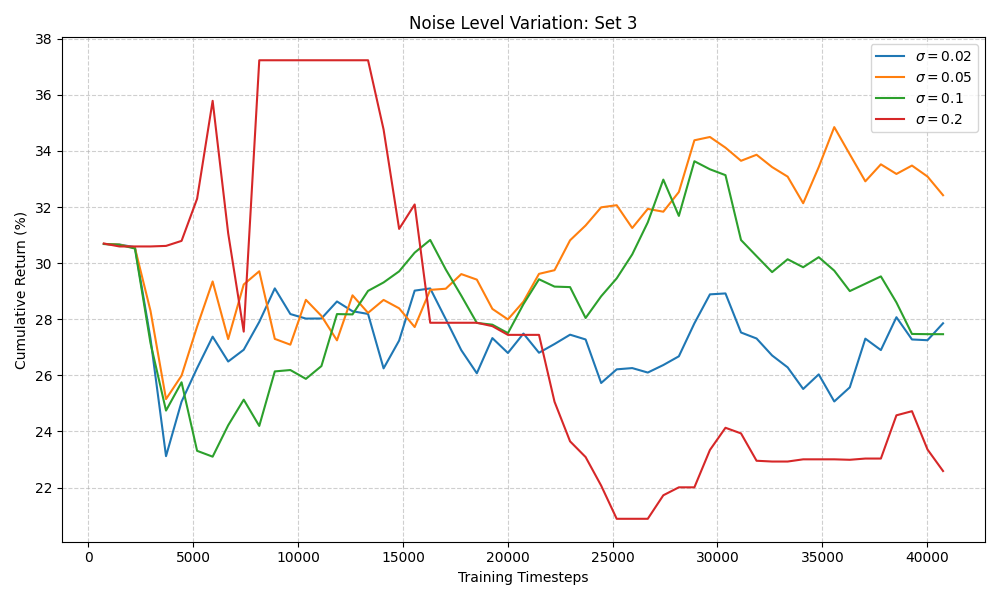 Noise Level Variation: Set 3
Cumulative Return (%)
38
36
34
32
30
28
26
24
22
σ = 0.02
σ = 0.05
σ = 0.1
σ = 0.2
0 5000 10000 15000 20000 25000 30000 35000 40000
Training Timesteps